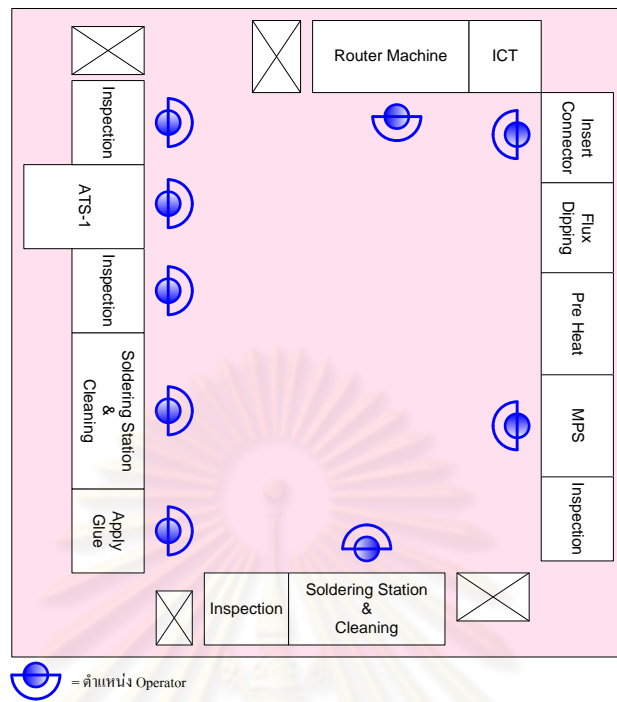 Router Machine
ICT
Insert
Connector
Flux
Dipping
Pre Heat
MPS
Inspection
Soldering Station
&
Cleaning
Inspection
Apply
Glue
Soldering Station
&
Cleaning
Inspection
ATS-1
Inspection
= ตำแหน่ง Operator